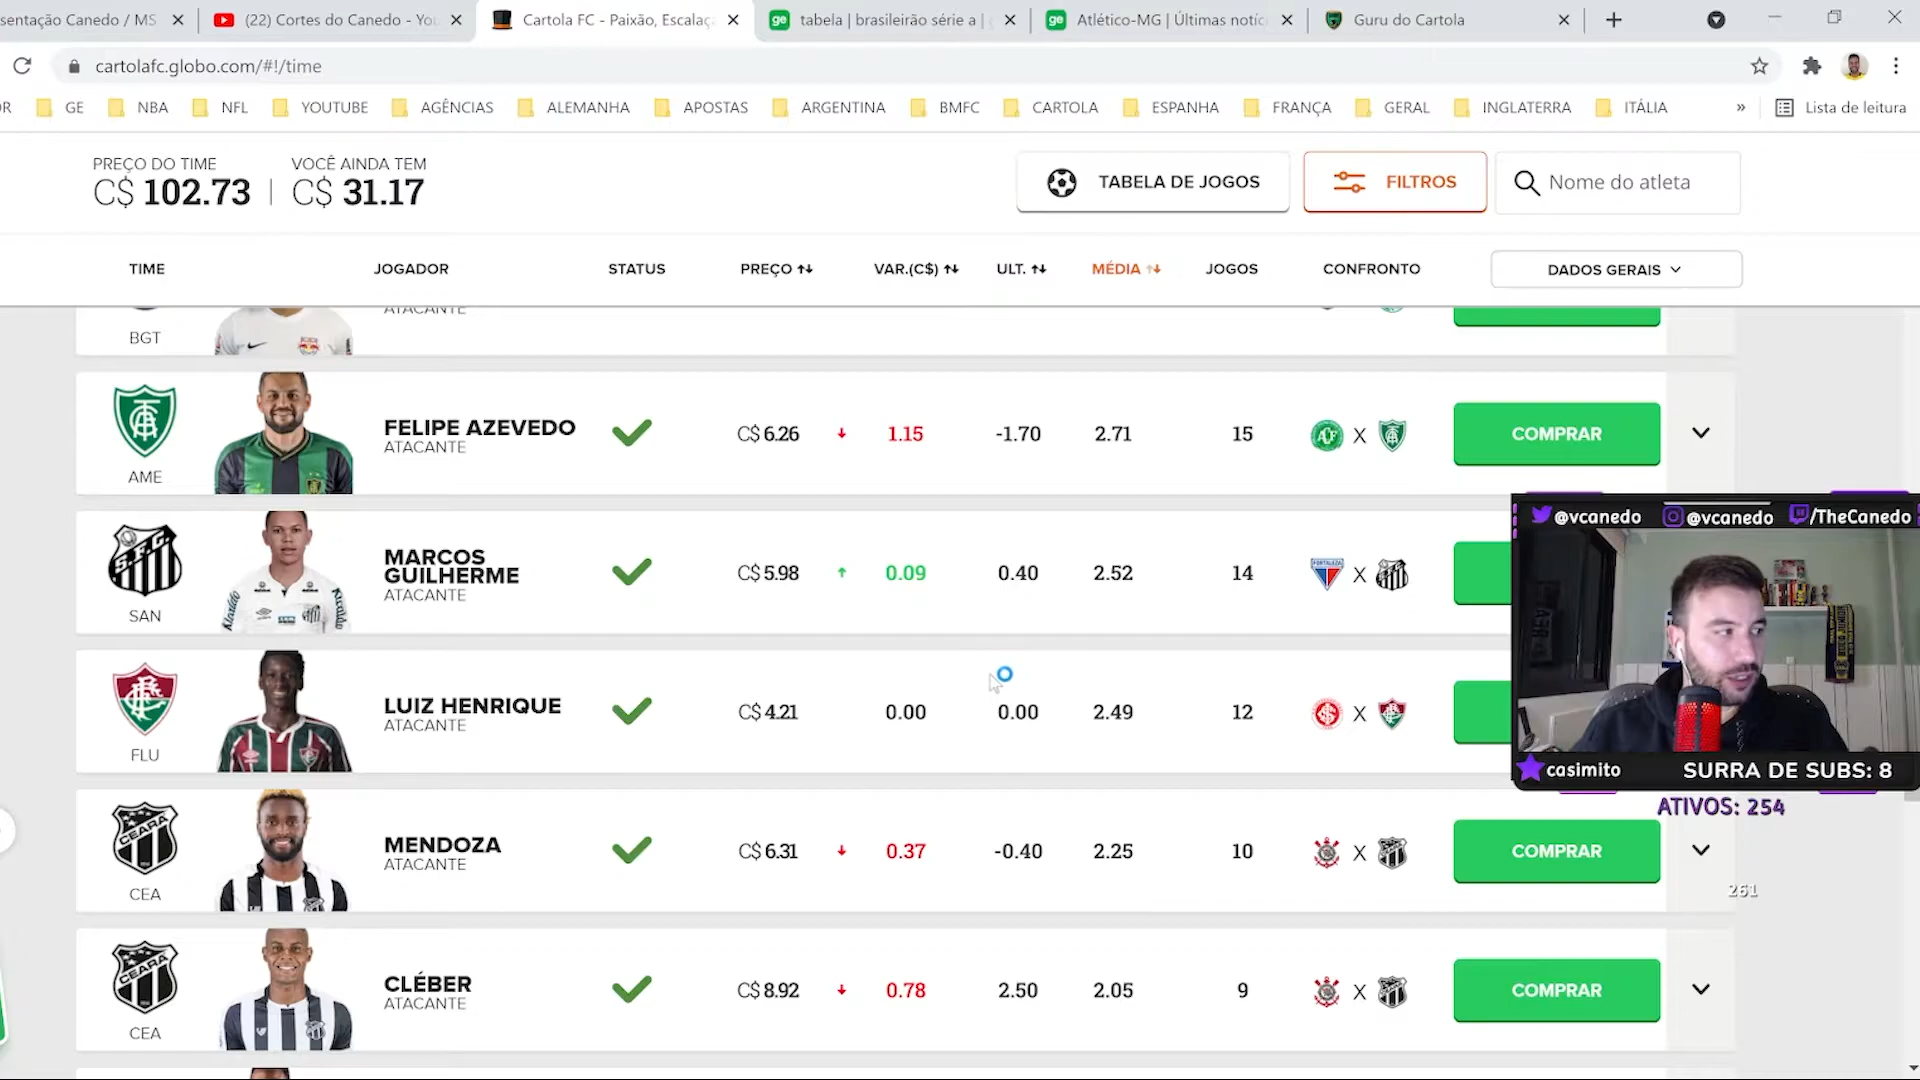 sentação Canedo / MS
(22) Cortes do Canedo - You
Cartola FC - Paixão, Escalaç
ge tabela | brasileirão série a |
ge Atlético-MG | Últimas notíc
Guru do Cartola
cartolafc.globo.com/#!/time
OR
GE
NBA
NFL
YOUTUBE
AGÊNCIAS
ALEMANHA
APOSTAS
ARGENTINA
BMFC
CARTOLA
ESPANHA
FRANÇA
GERAL
INGLATERRA
ITÁLIA
»
Lista de leitura
PREÇO DO TIME
C$ 102.73
VOCÊ AINDA TEM
C$ 31.17
TABELA DE JOGOS
FILTROS
Nome do atleta
TIME JOGADOR STATUS PREÇO VAR.(C$) ULT. MÉDIA JOGOS CONFRONTO DADOS GERAIS
BGT
ATACANTE
AME
FELIPE AZEVEDO
ATACANTE
C$ 6.26 1.15 -1.70 2.71 15 X COMPRAR
SAN
MARCOS
GUILHERME
ATACANTE
C$ 5.98 0.09 0.40 2.52 14 X
FLU
LUIZ HENRIQUE
ATACANTE
C$ 4.21 0.00 0.00 2.49 12 X
CEARÁ
CEA
MENDOZA
ATACANTE
C$ 6.31 0.37 -0.40 2.25 10 X COMPRAR
CEARÁ
CEA
CLÉBER
ATACANTE
C$ 8.92 0.78 2.50 2.05 9 X COMPRAR
@vcanedo @vcanedo /TheCanedo
casimito SURRA DE SUBS: 8
ATIVOS: 254
261